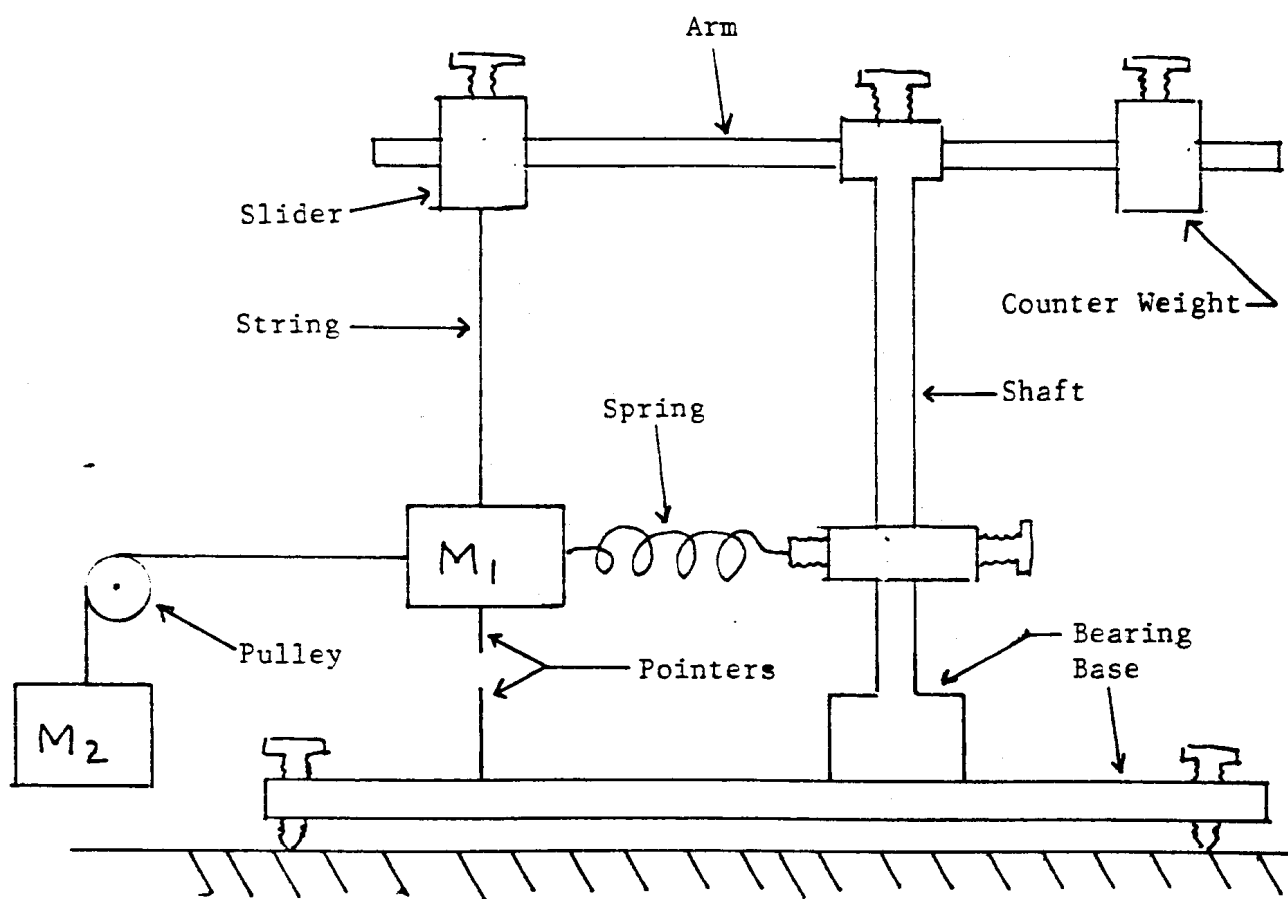 Arm
Slider
Counter Weight
String
Shaft
Spring
M1
Bearing
Base
Pulley
Pointers
M2